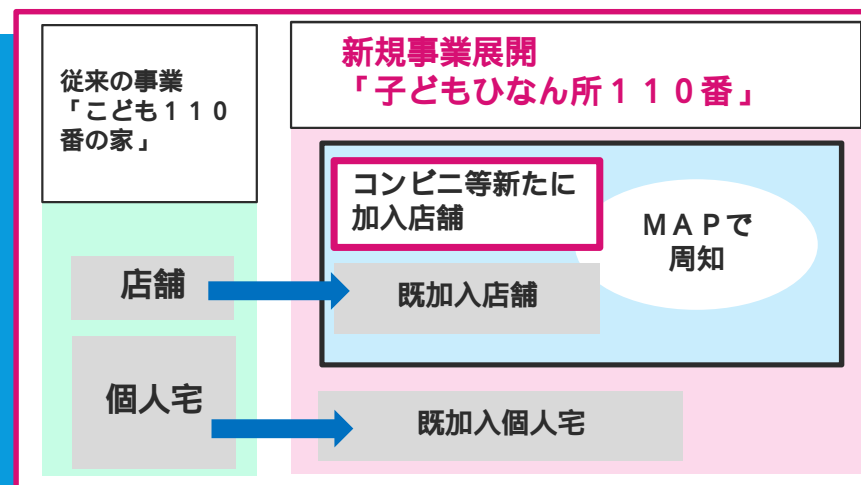 従来の事業
「こども１１０
番の家」
新規事業展開
「子どもひなん所１１０番」
コンビニ等新たに
加入店舗
ＭＡＰで
周知
店舗
既加入店舗
個人宅
既加入個人宅